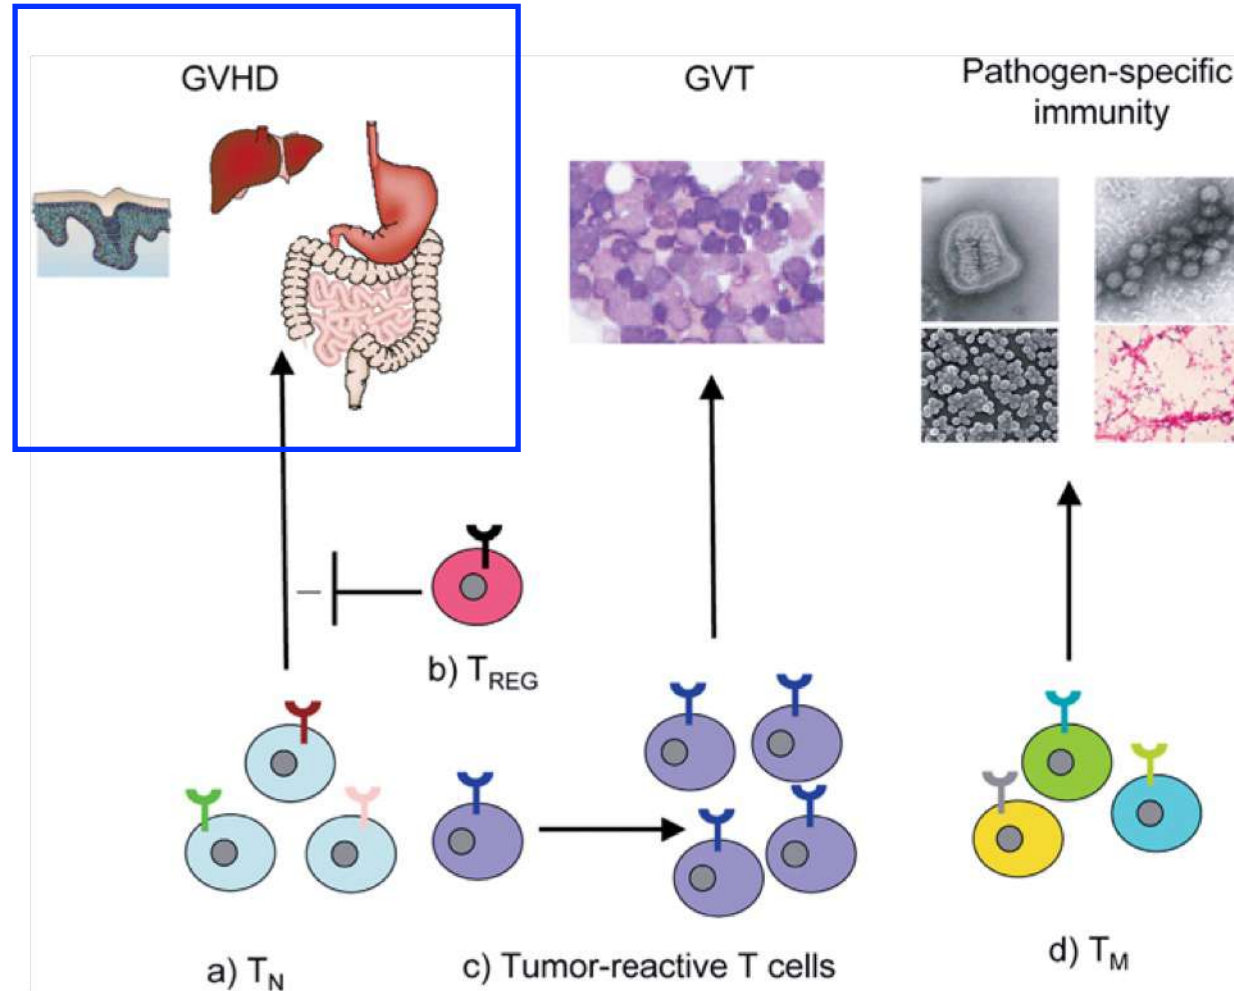 GVHD
GVT
Pathogen-specific
immunity
b) TREG
a) TN
c) Tumor-reactive T cells
d) TM